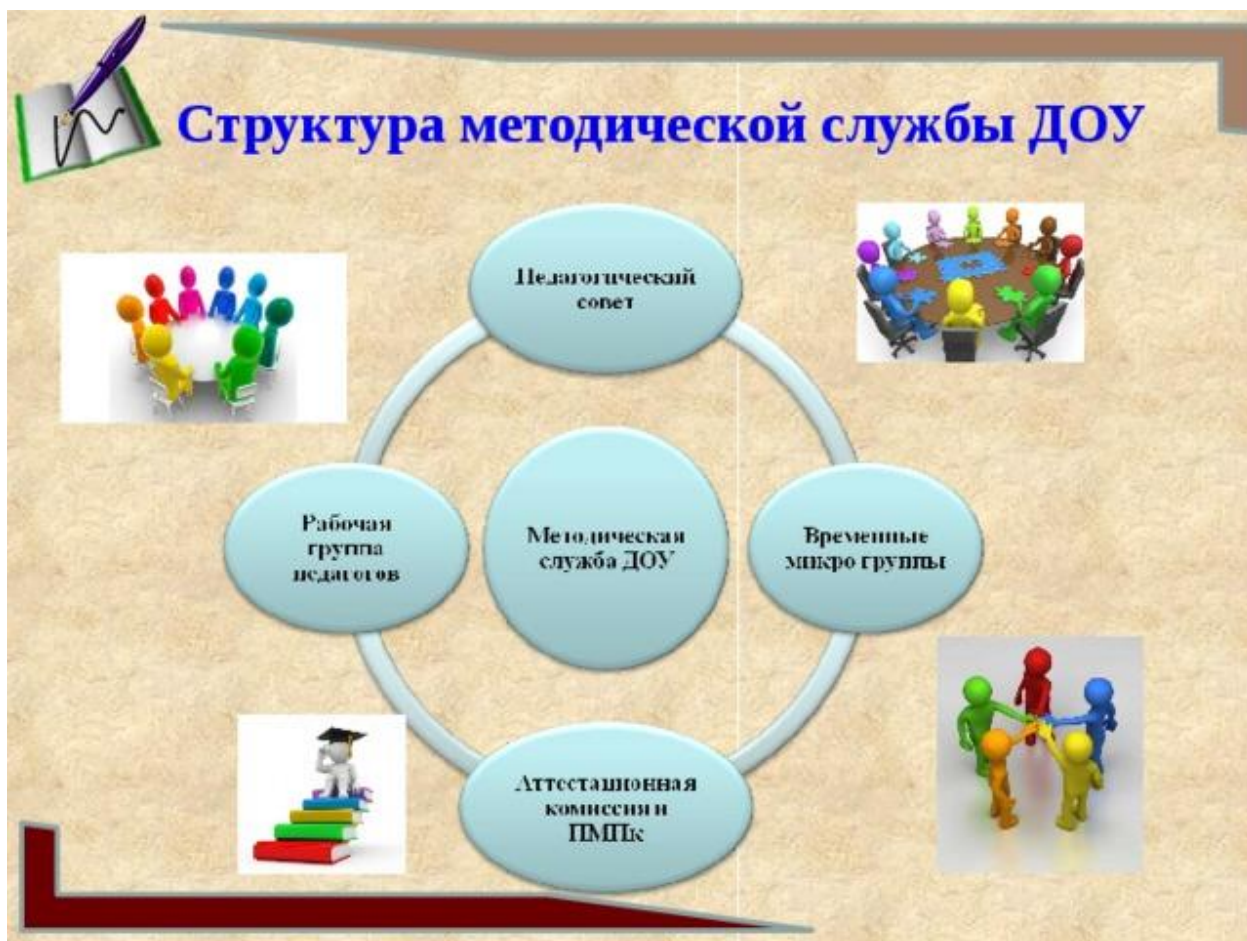 Структура методической службы ДОУ
Педагогический
совет
Рабочая
группа
педагогов
Методическая
служба ДОУ
Временные
микро группы
Аттестационная
комиссия и
ПМПк